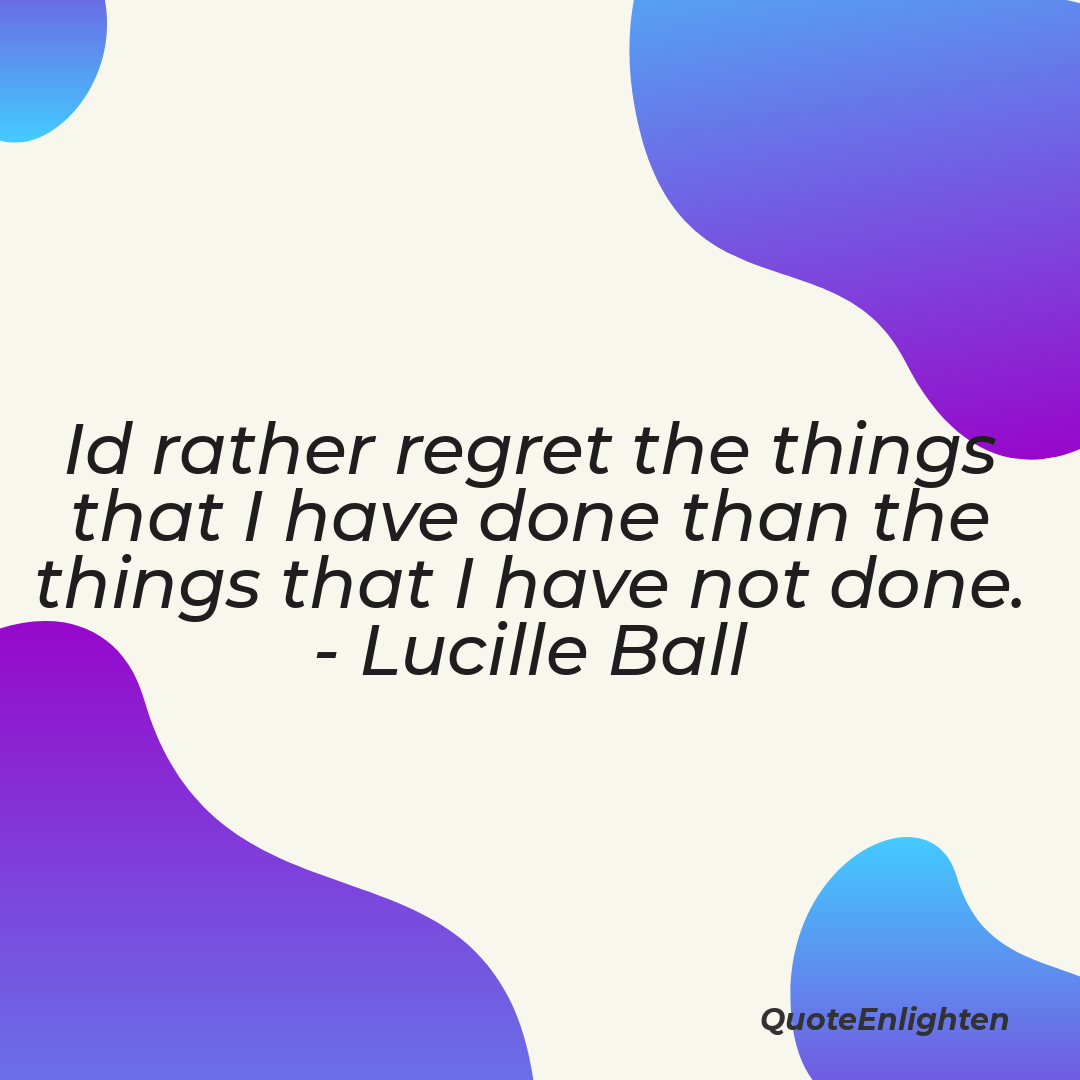 Id rather regret the things
that I have done than the
things that I have not done.
- Lucille Ball
QuoteEnlighten